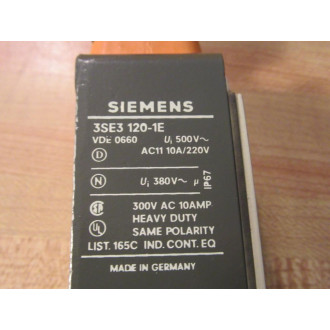 SIEMENS
3SE3 120-1E
VDE 0660 Ui 500V~
D AC11 10A/220V
N Ui 380V~ µ IP67
300V AC 10AMP
HEAVY DUTY
UL SAME POLARITY
LIST. 165C IND. CONT. EQ
MADE IN GERMANY